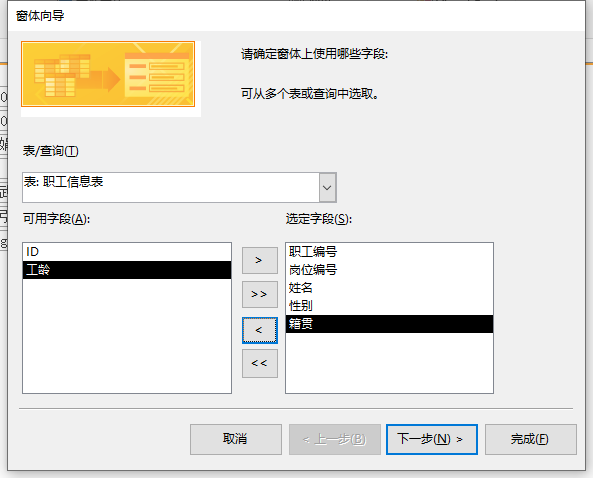 窗体向导
请确定窗体上使用哪些字段:
可从多个表或查询中选取。
表/查询(T)
表: 职工信息表
可用字段(A):
选定字段(S):
ID
工龄
>
>>
<
<<
职工编号
岗位编号
姓名
性别
籍贯
取消
< 上一步(B)
下一步(N) >
完成(F)